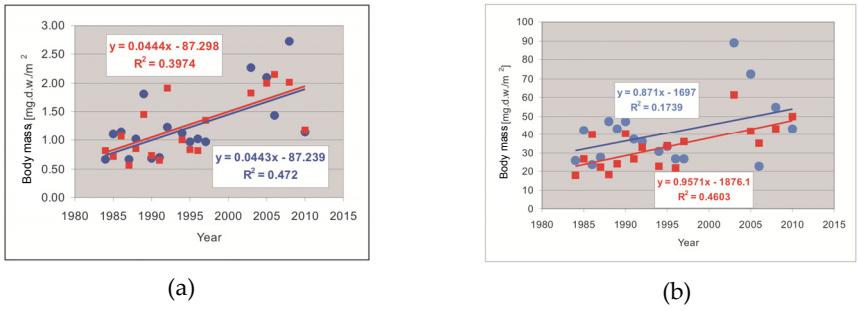 (a)
Body mass [mg.d.w./m²]
3.00
2.50
2.00
1.50
1.00
0.50
0.00
y = 0.0444x - 87.298
R² = 0.3974
y = 0.0443x - 87.239
R² = 0.472
1980 1985 1990 1995 2000 2005 2010 2015
Year
(b)
Body mass [mg.d.w./m²]
100
90
80
70
60
50
40
30
20
10
0
y = 0.871x - 1697
R² = 0.1739
y = 0.9571x - 1876.1
R² = 0.4603
1980 1985 1990 1995 2000 2005 2010 2015
Year